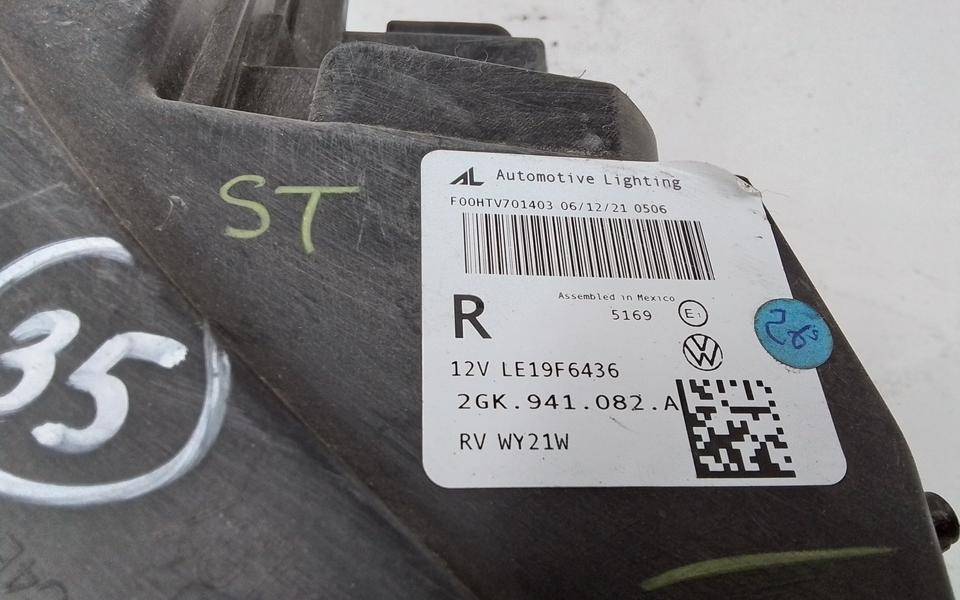 ST
35
AL Automotive Lighting
F00HTV701403 06/12/21 0506
Assembled in Mexico
R
5169
E1
12V LE19F6436
2GK.941.082.A
RV WY21W